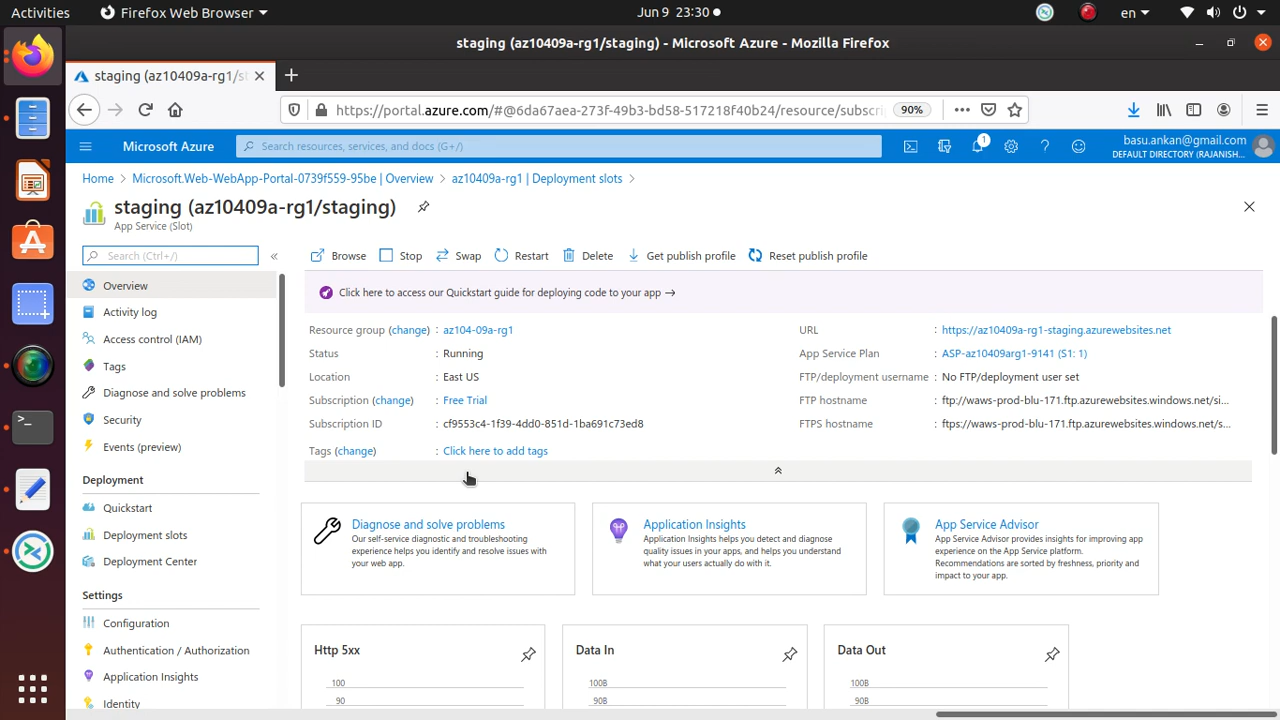 Activities
Firefox Web Browser
Jun 9 23:30
en
staging (az10409a-rg1/staging) - Microsoft Azure - Mozilla Firefox
staging (az10409a-rg1/st
https://portal.azure.com/#@6da67aea-273f-49b3-bd58-517218f40b24/resource/subscri
90%
Microsoft Azure
Search resources, services, and docs (G+/)
1
basu.ankan@gmail.com
DEFAULT DIRECTORY (RAJANISH...
Home > Microsoft.Web-WebApp-Portal-0739f559-95be | Overview > az10409a-rg1 | Deployment slots >
staging (az10409a-rg1/staging)
App Service (Slot)
Search (Ctrl+/)
«
Browse
Stop
Swap
Restart
Delete
Get publish profile
Reset publish profile
Overview
Activity log
Access control (IAM)
Tags
Diagnose and solve problems
Security
Events (preview)
Deployment
Quickstart
Deployment slots
Deployment Center
Settings
Configuration
Authentication / Authorization
Application Insights
Identity
Click here to access our Quickstart guide for deploying code to your app →
Resource group (change) : az104-09a-rg1
Status : Running
Location : East US
Subscription (change) : Free Trial
Subscription ID : cf9553c4-1f39-4dd0-851d-1ba691c73ed8
Tags (change) : Click here to add tags
URL : https://az10409a-rg1-staging.azurewebsites.net
App Service Plan : ASP-az10409arg1-9141 (S1: 1)
FTP/deployment username : No FTP/deployment user set
FTP hostname : ftp://waws-prod-blu-171.ftp.azurewebsites.windows.net/si...
FTPS hostname : ftps://waws-prod-blu-171.ftp.azurewebsites.windows.net/s...
Diagnose and solve problems
Our self-service diagnostic and troubleshooting
experience helps you identify and resolve issues with
your web app.
Application Insights
Application Insights helps you detect and diagnose
quality issues in your apps, and helps you understand
what your users actually do with it.
App Service Advisor
App Service Advisor provides insights for improving app
experience on the App Service platform.
Recommendations are sorted by freshness, priority and
impact to your app.
Http 5xx
100
90
Data In
100B
90B
Data Out
100B
90B